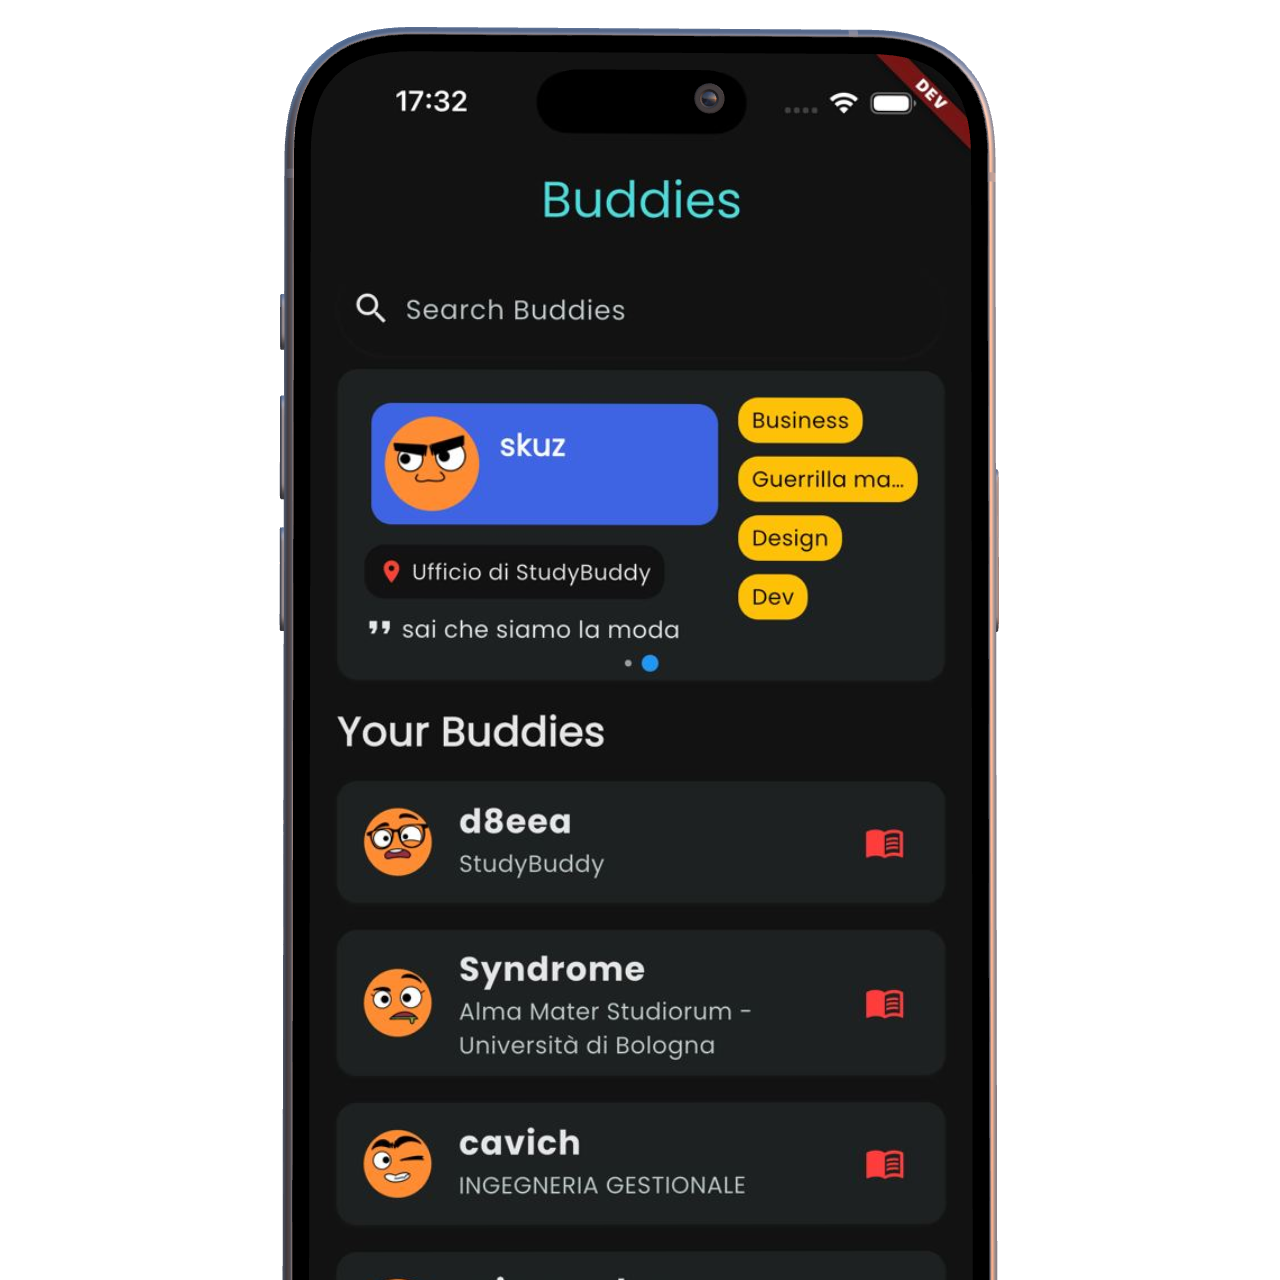 17:32
DEV
Buddies
Search Buddies
skuz
Business
Guerrilla ma...
Design
Dev
Ufficio di StudyBuddy
sai che siamo la moda
Your Buddies
d8eea
StudyBuddy
Syndrome
Alma Mater Studiorum -
Università di Bologna
cavich
INGEGNERIA GESTIONALE